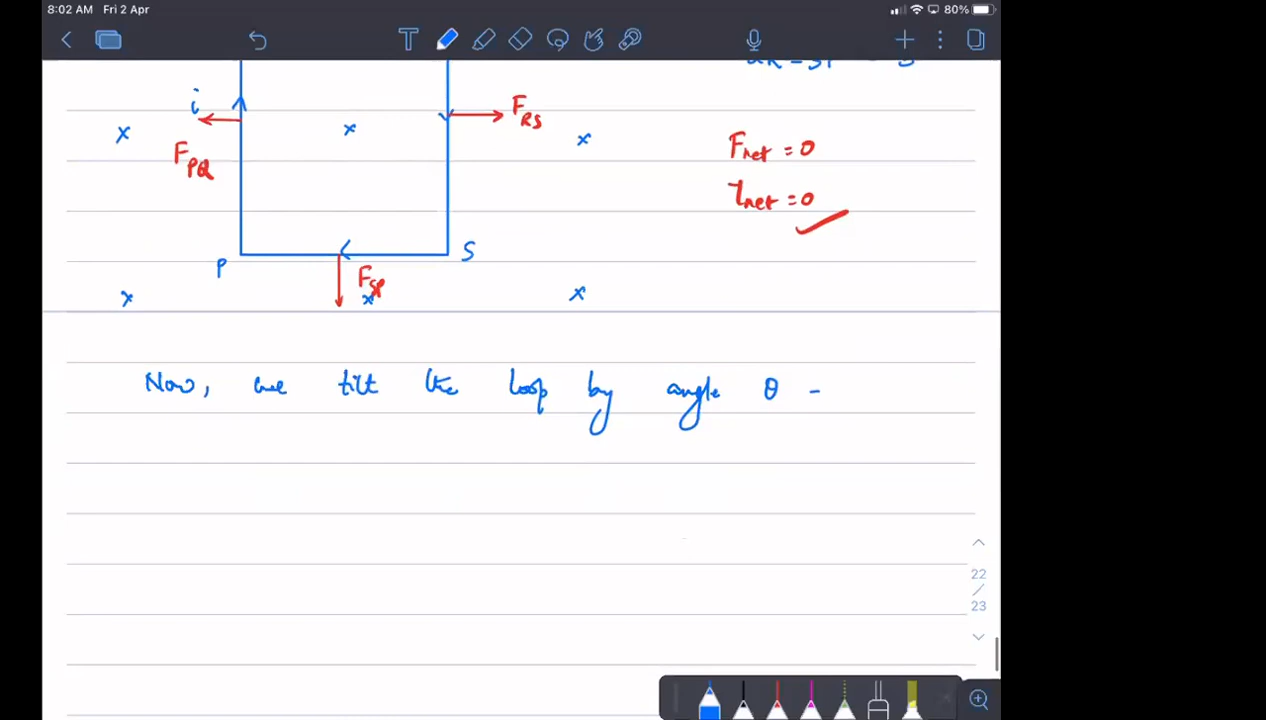 8:02 AM Fri 2 Apr
80%
T
i
F_RS
F_PQ
F_net = 0
τ_net = 0
P
S
F_SP
Now, we tilt the loop by angle θ -
22
/
23